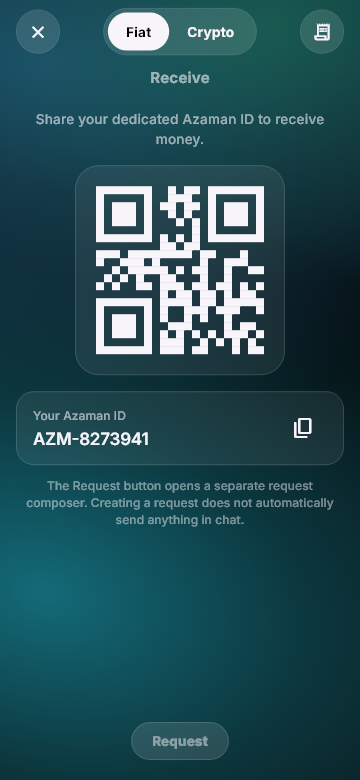 Fiat
Crypto
Receive
Share your dedicated Azaman ID to receive
money.
Your Azaman ID
AZM-8273941
The Request button opens a separate request
composer. Creating a request does not automatically
send anything in chat.
Request